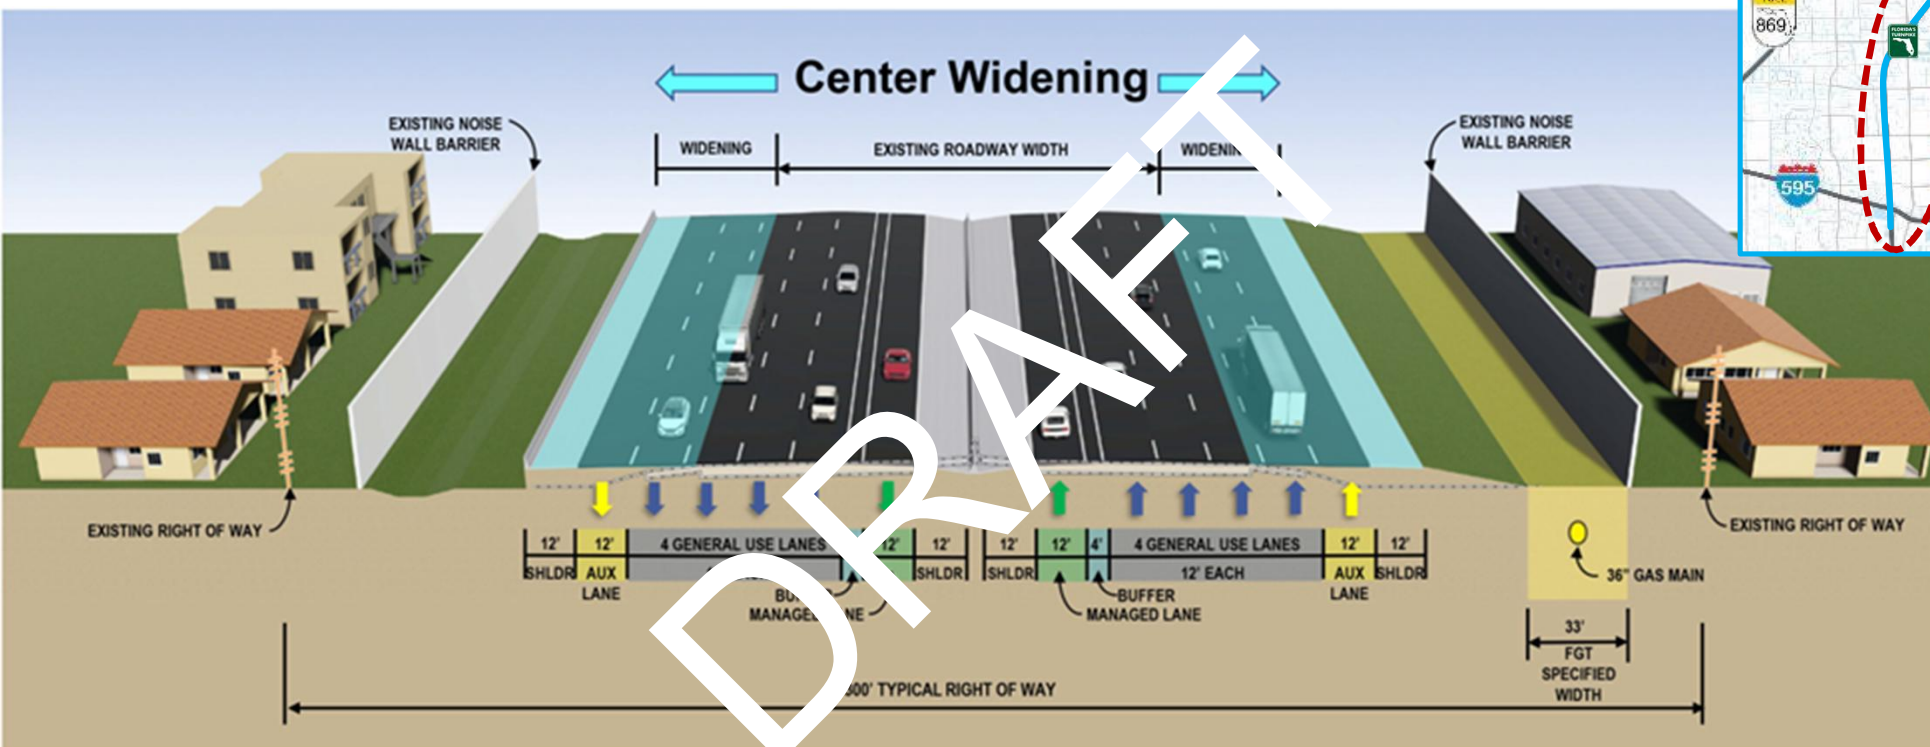 869
FLORIDA'S
TURNPIKE
Center Widening
EXISTING NOISE
WALL BARRIER
WIDENING
EXISTING ROADWAY WIDTH
EXISTING NOISE
WALL BARRIER
595
DRAFT
EXISTING RIGHT OF WAY
EXISTING RIGHT OF WAY
12' 12' 4 GENERAL USE LANES 12' 12'
SHLDR AUX SHLDR
LANE
MANAGED
12' 12' 4' 4 GENERAL USE LANES 12' 12'
SHLDR 12' EACH AUX SHLDR
BUFFER LANE
MANAGED LANE
36" GAS MAIN
33'
FGT
SPECIFIED
WIDTH
TYPICAL RIGHT OF WAY